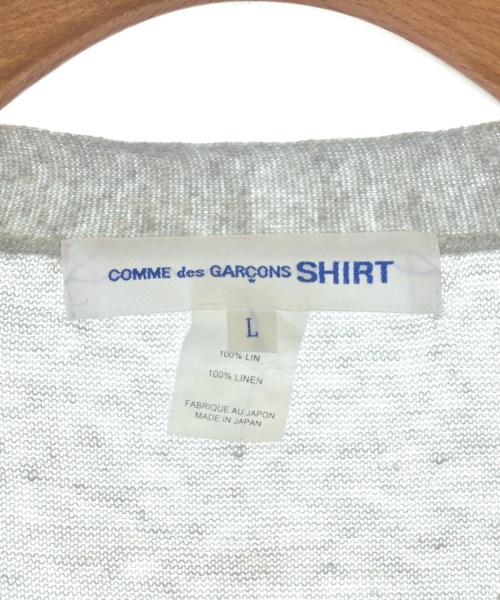 COMME des GARÇONS SHIRT
L
100% LIN
100% LINEN
FABRIQUE AU JAPON
MADE IN JAPAN